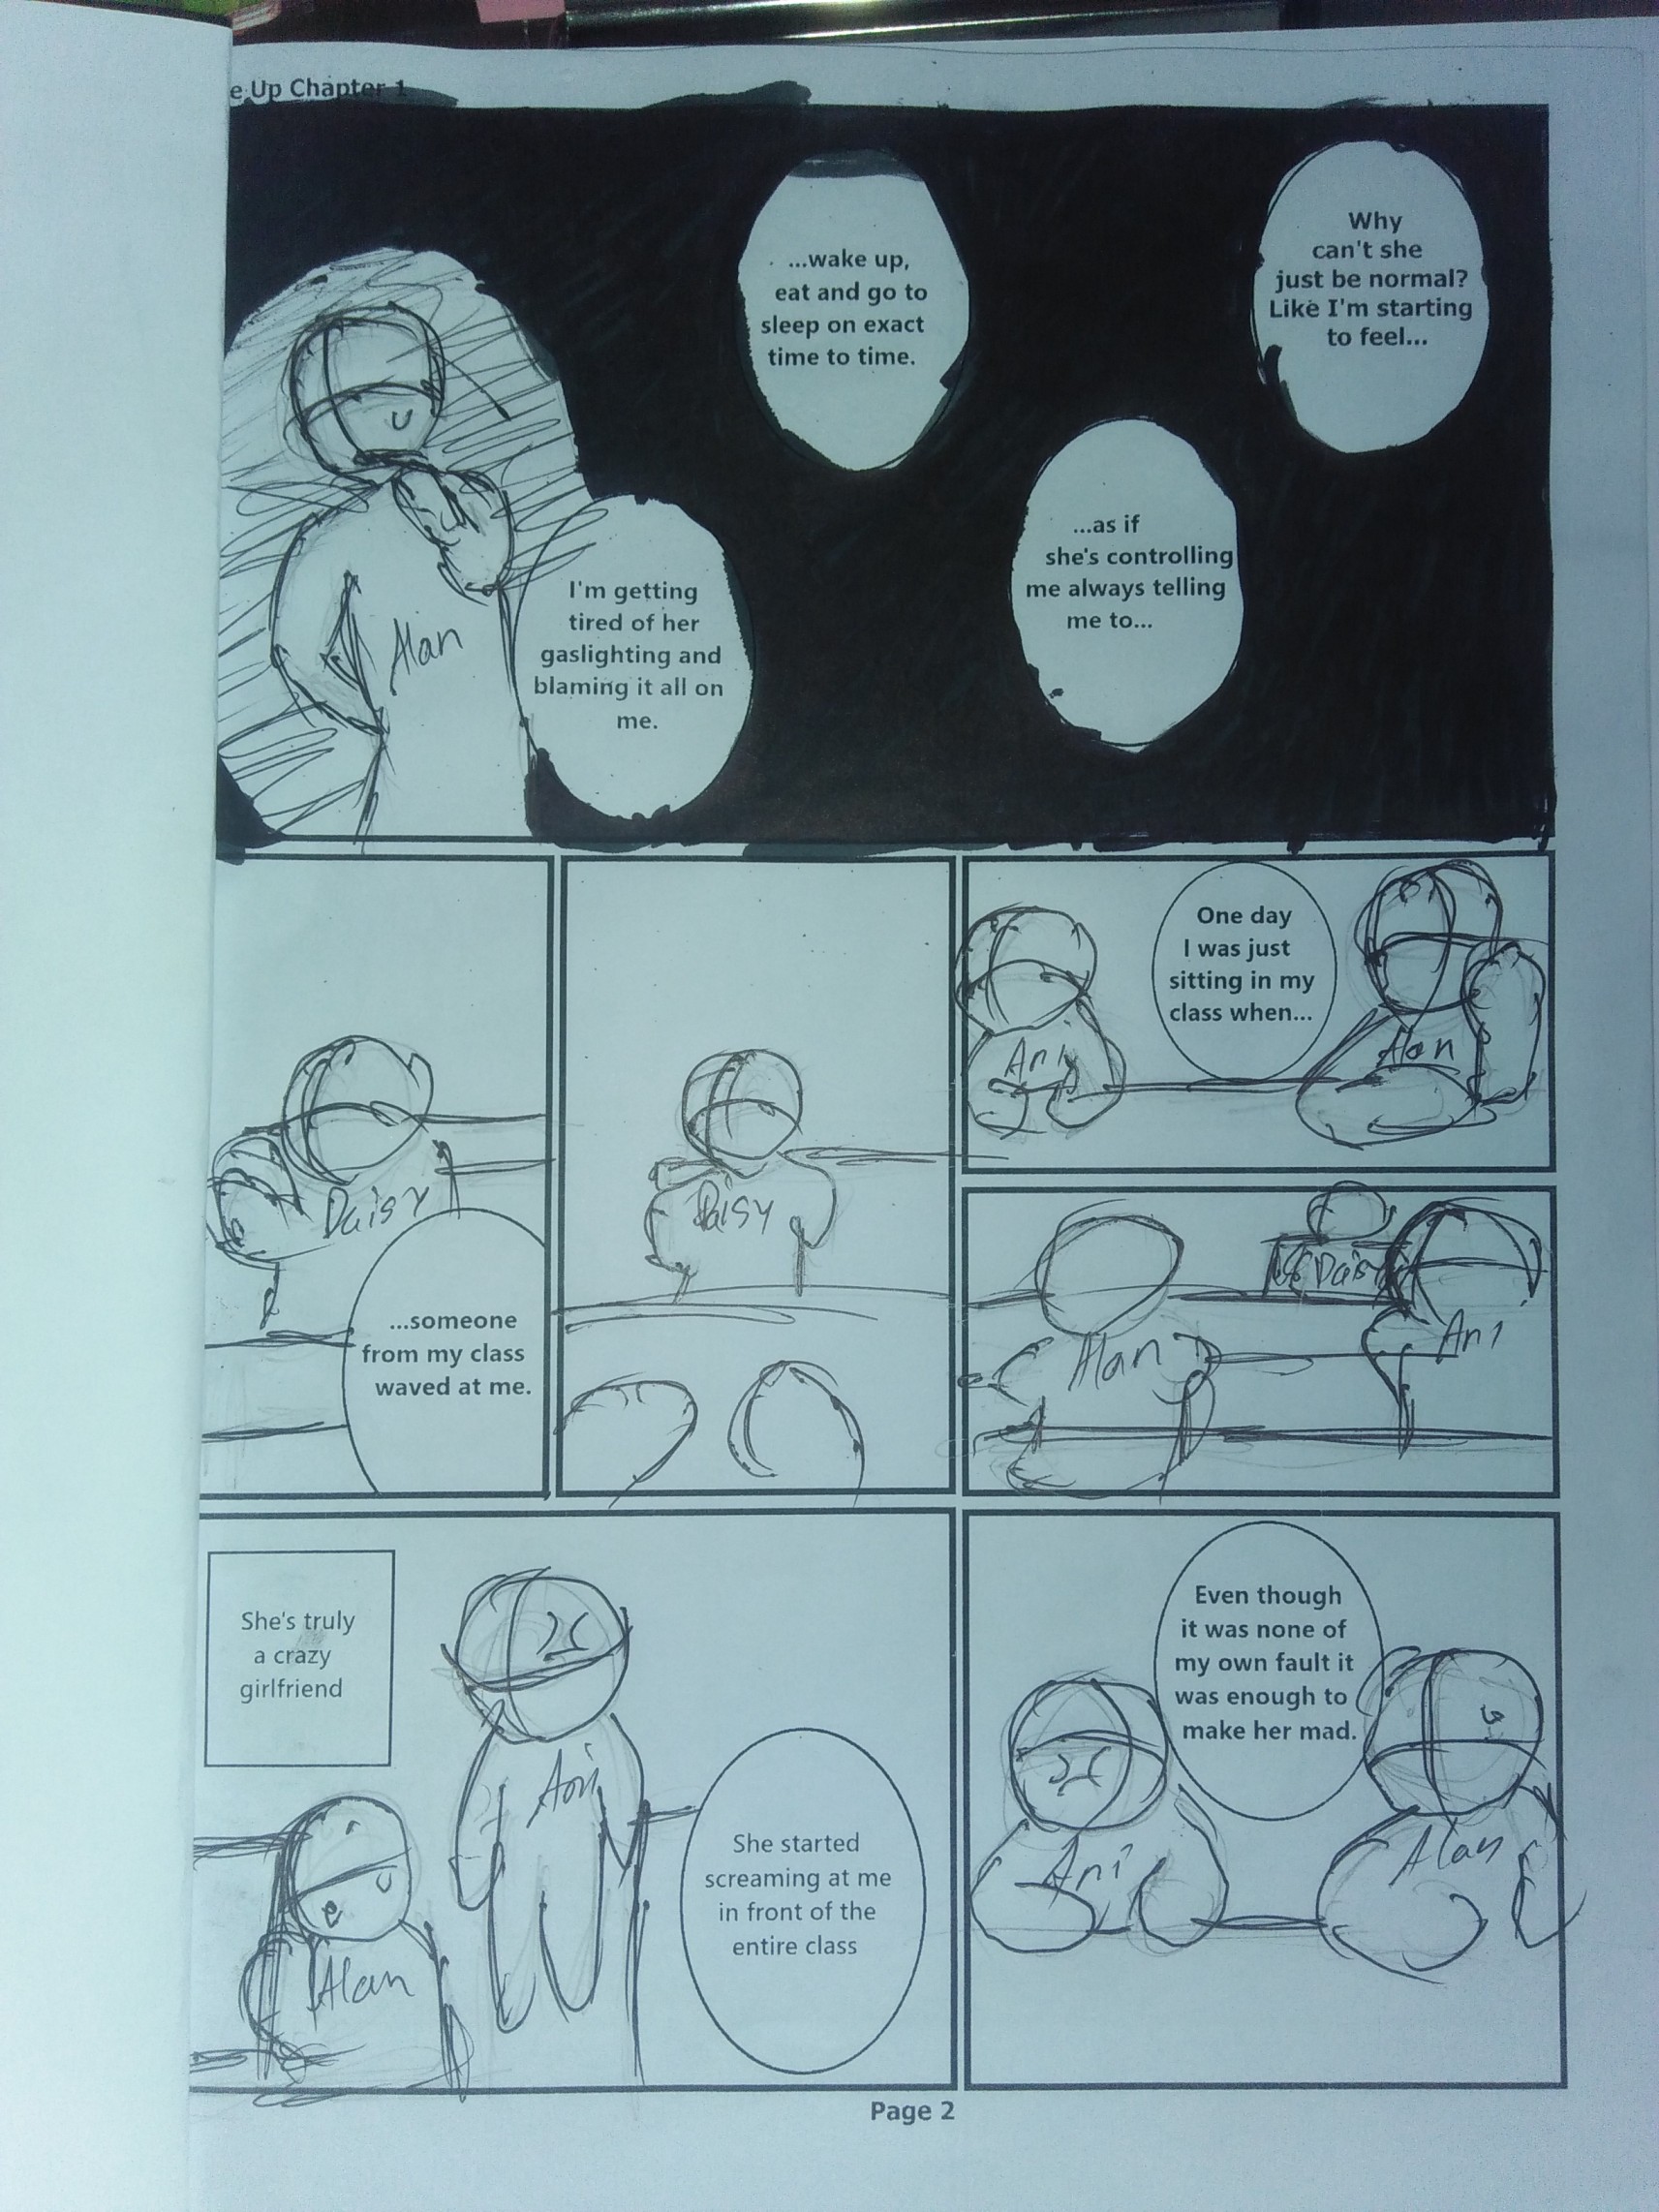 e Up Chapter 1
Why
can't she
just be normal?
Like I'm starting
to feel...
...as if
she's controlling
me always telling
me to...
...wake up,
eat and go to
sleep on exact
time to time.
I'm getting
tired of her
gaslighting and
blaming it all on
me.
Alan
One day
I was just
sitting in my
class when...
Alan
Ani
Daisy
Ani
Alan
Daisy
Daisy
...someone
from my class
waved at me.
Even though
it was none of
my own fault it
was enough to
make her mad.
Alan
Ani
She started
screaming at me
in front of the
entire class
Ani
She's truly
a crazy
girlfriend
Alan
Page 2